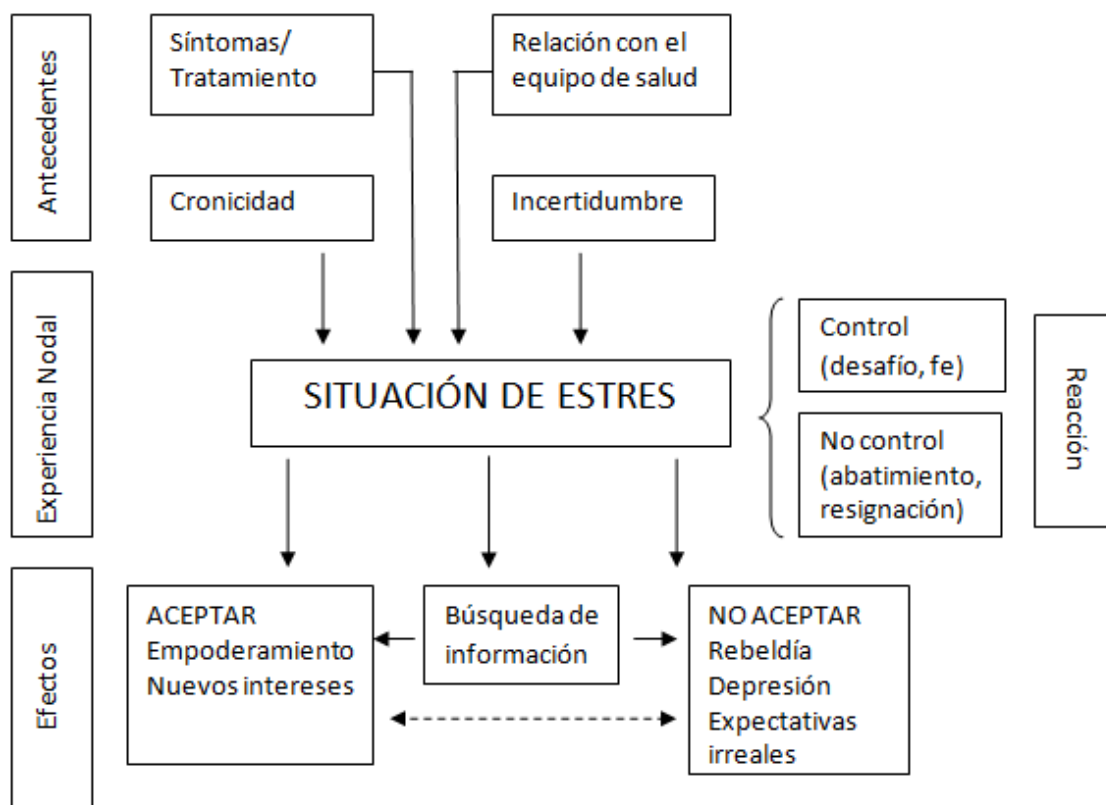 Antecedentes
Síntomas/
Tratamiento
Relación con el
equipo de salud
Cronicidad
Incertidumbre
Experiencia Nodal
SITUACIÓN DE ESTRES
Control
(desafío, fe)
No control
(abatimiento,
resignación)
Reacción
Efectos
ACEPTAR
Empoderamiento
Nuevos intereses
Búsqueda de
información
NO ACEPTAR
Rebeldía
Depresión
Expectativas
irreales